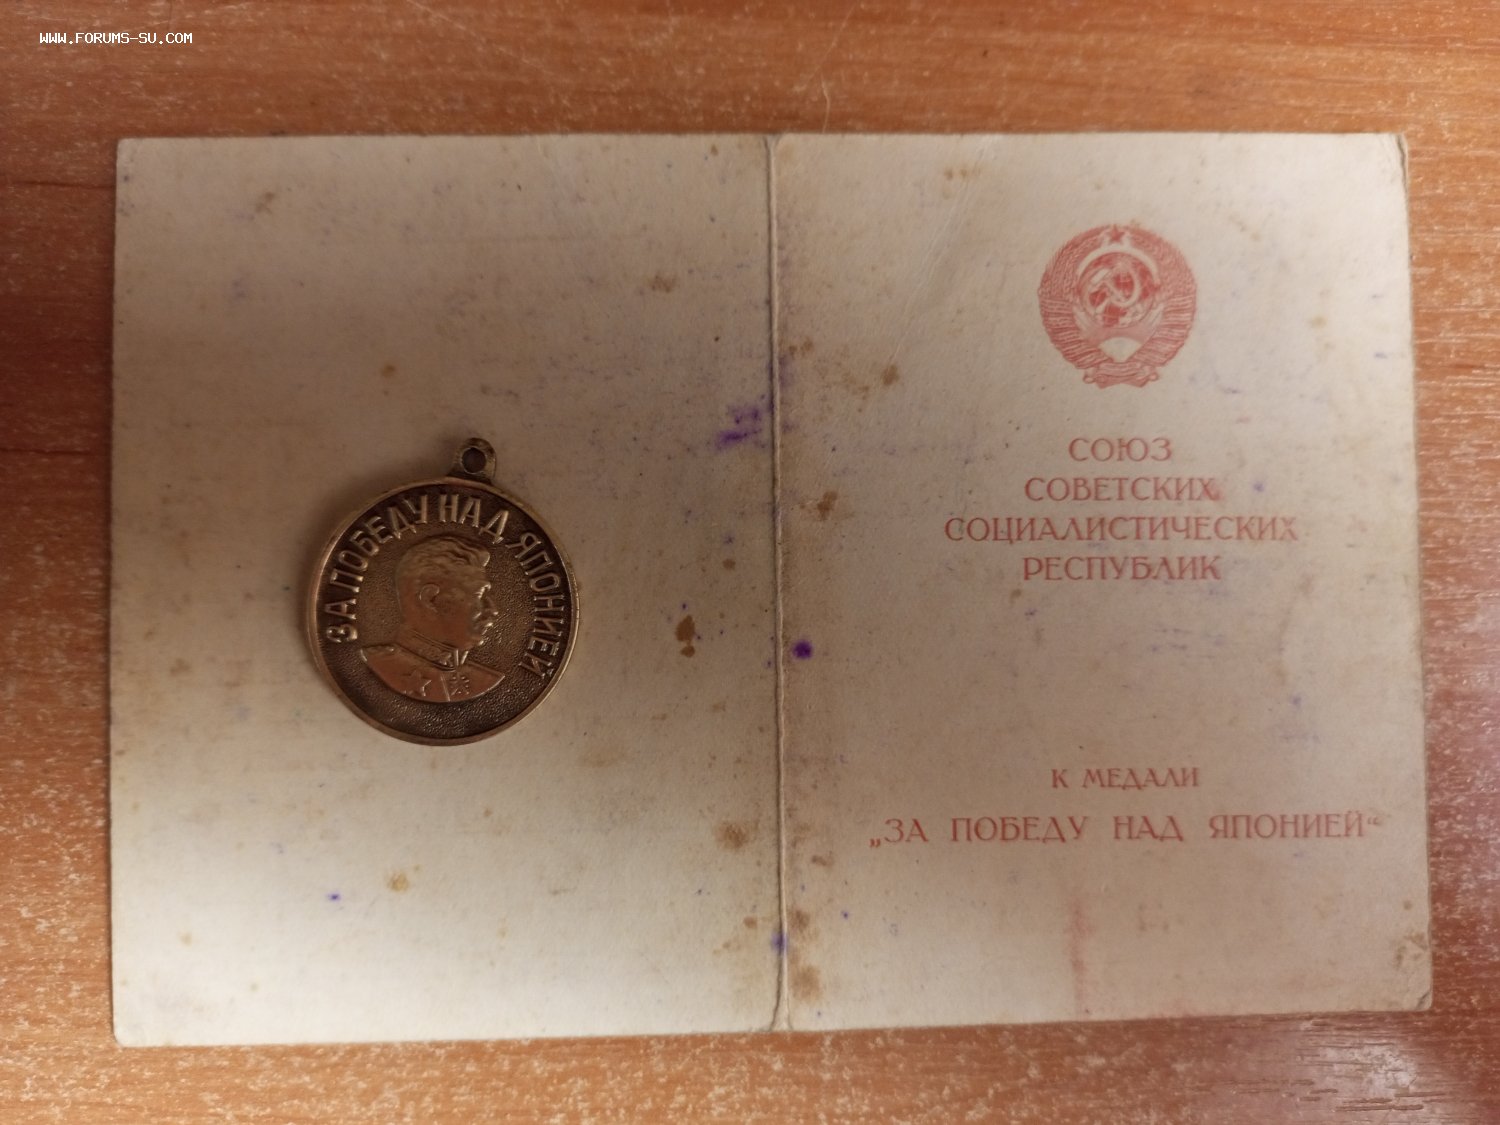 WWW.FORUMS-SU.COM
ЗА ПОБЕДУ НАД ЯПОНИЕЙ
СОЮЗ
СОВЕТСКИХ
СОЦИАЛИСТИЧЕСКИХ
РЕСПУБЛИК
К МЕДАЛИ
„ЗА ПОБЕДУ НАД ЯПОНИЕЙ“